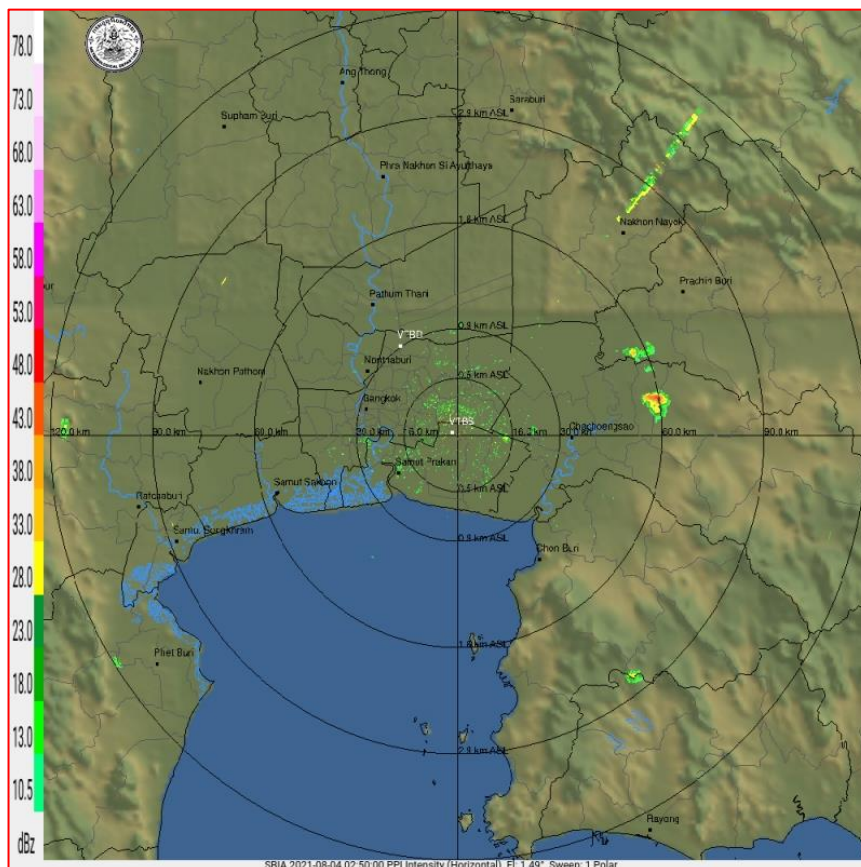 78.0
73.0
68.0
63.0
58.0
53.0
48.0
43.0
38.0
33.0
28.0
23.0
18.0
13.0
10.5
dBz
Ang Thong
Saraburi
Suphan Buri
2.9 km ASL
Phra Nakhon Si Ayutthaya
1.8 km ASL
Nakhon Nayok
Prachin Buri
Pathum Thani
0.9 km ASL
VTBD
Nonthaburi
Nakhon Pathom
0.5 km ASL
Bangkok
VTBS
Chachoengsao
120.0 km
90.0 km
60.0 km
30.0 km
16.0 km
16.0 km
30.0 km
60.0 km
90.0 km
Samut Prakan
Samut Sakhon
0.5 km ASL
Ratchaburi
Samut Songkhram
0.9 km ASL
Chon Buri
1.8 km ASL
Phet Buri
2.9 km ASL
Rayong
SBIA 2021-08-04 02:50:00 PPI Intensity (Horizontal), El: 1.49°, Sweep: 1 Polar